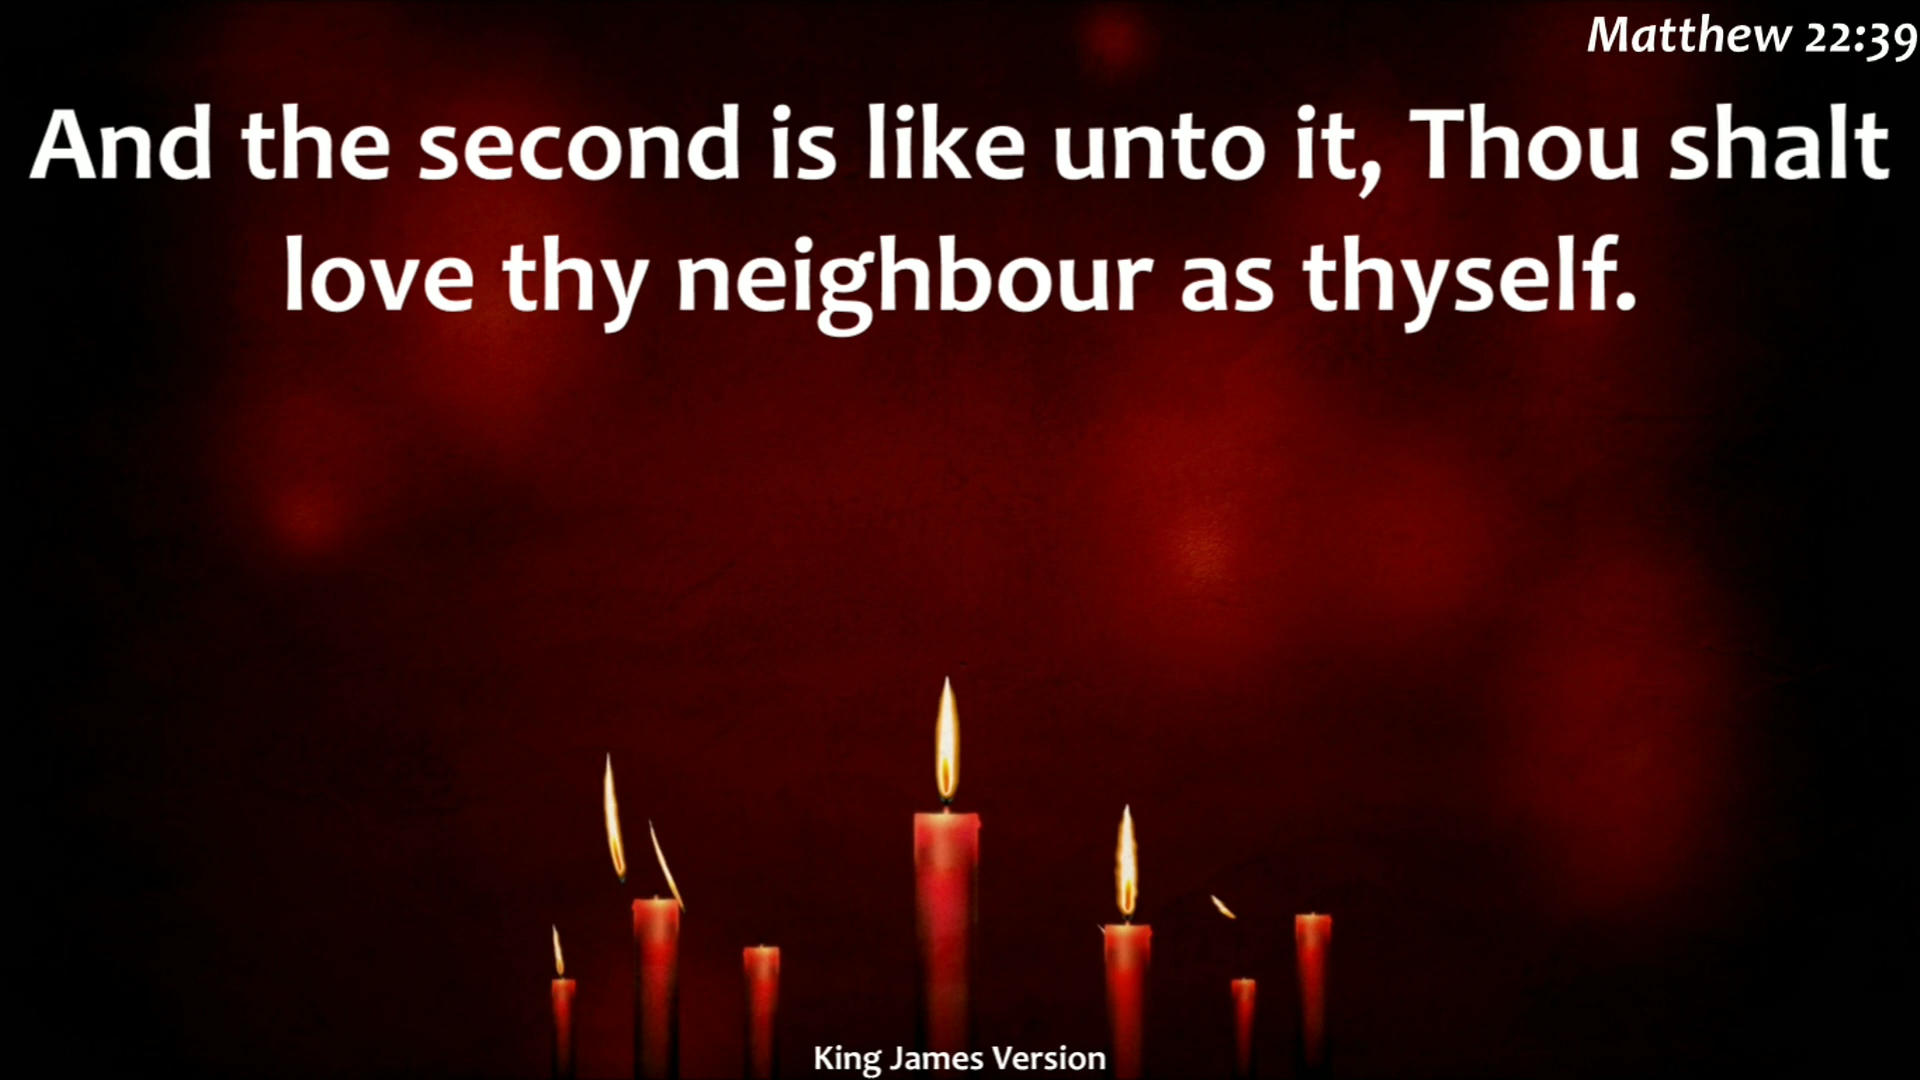 Matthew 22:39
And the second is like unto it, Thou shalt
love thy neighbour as thyself.
King James Version